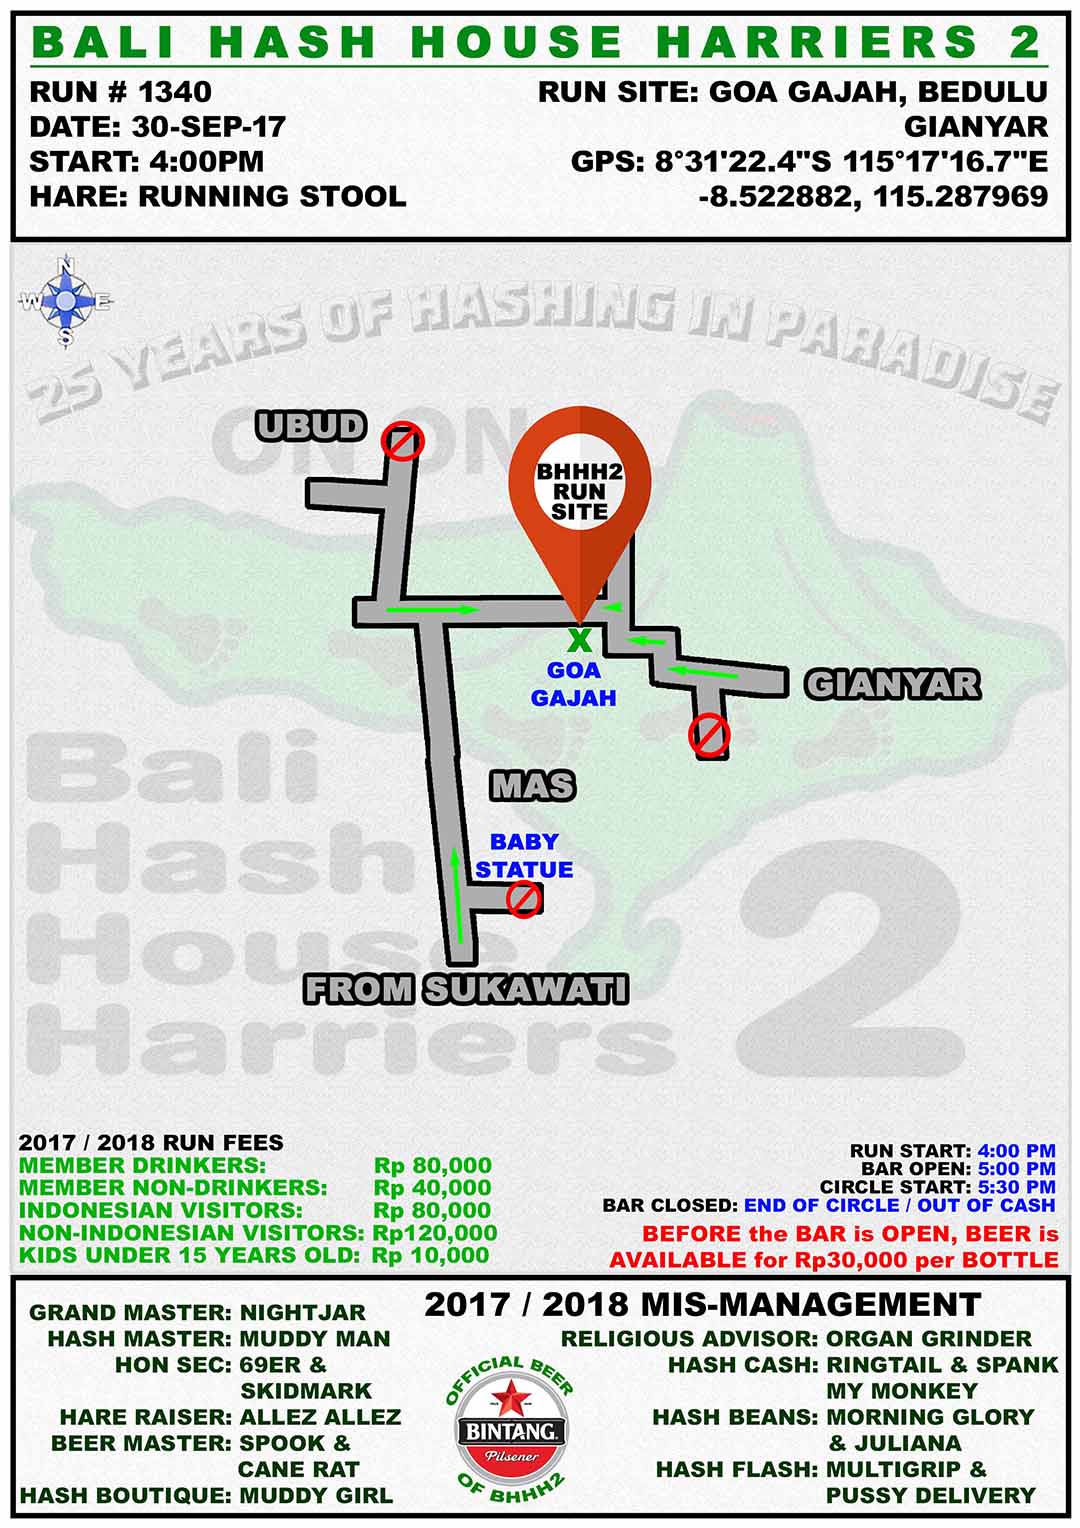 BALI HASH HOUSE HARRIERS 2
RUN # 1340
DATE: 30-SEP-17
START: 4:00PM
HARE: RUNNING STOOL
RUN SITE: GOA GAJAH, BEDULU
GIANYAR
GPS: 8°31'22.4"S 115°17'16.7"E
-8.522882, 115.287969
N
W E
S
25 YEARS OF HASHING IN PARADISE
ON ON
UBUD
BHHH2
RUN
SITE
X
GOA
GAJAH
GIANYAR
MAS
BABY
STATUE
FROM SUKAWATI
Bali
Hash
House
Harriers 2
2017 / 2018 RUN FEES
MEMBER DRINKERS: Rp 80,000
MEMBER NON-DRINKERS: Rp 40,000
INDONESIAN VISITORS: Rp 80,000
NON-INDONESIAN VISITORS: Rp120,000
KIDS UNDER 15 YEARS OLD: Rp 10,000
RUN START: 4:00 PM
BAR OPEN: 5:00 PM
CIRCLE START: 5:30 PM
BAR CLOSED: END OF CIRCLE / OUT OF CASH
BEFORE the BAR is OPEN, BEER is
AVAILABLE for Rp30,000 per BOTTLE
2017 / 2018 MIS-MANAGEMENT
GRAND MASTER: NIGHTJAR
HASH MASTER: MUDDY MAN
HON SEC: 69ER &
SKIDMARK
HARE RAISER: ALLEZ ALLEZ
BEER MASTER: SPOOK &
CANE RAT
HASH BOUTIQUE: MUDDY GIRL
OFFICIAL BEER
BINTANG
Pilsener
OF BHHH2
RELIGIOUS ADVISOR: ORGAN GRINDER
HASH CASH: RINGTAIL & SPANK
MY MONKEY
HASH BEANS: MORNING GLORY
& JULIANA
HASH FLASH: MULTIGRIP &
PUSSY DELIVERY